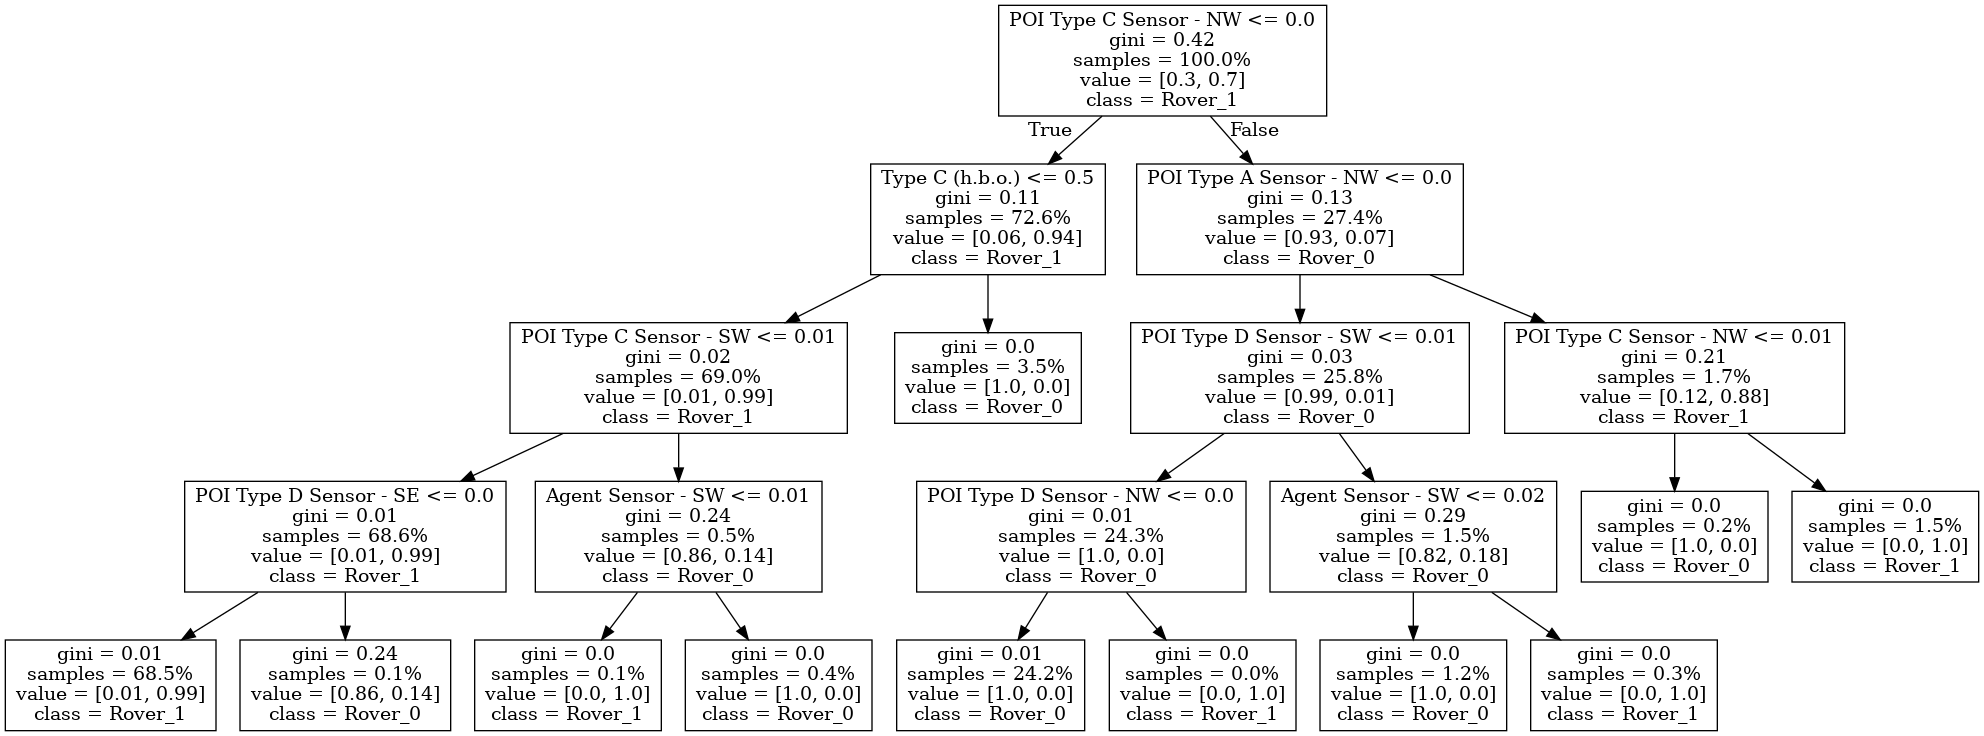 POI Type C Sensor - NW <= 0.0
gini = 0.42
samples = 100.0%
value = [0.3, 0.7]
class = Rover_1
True
False
Type C (h.b.o.) <= 0.5
gini = 0.11
samples = 72.6%
value = [0.06, 0.94]
class = Rover_1
POI Type A Sensor - NW <= 0.0
gini = 0.13
samples = 27.4%
value = [0.93, 0.07]
class = Rover_0
POI Type C Sensor - SW <= 0.01
gini = 0.02
samples = 69.0%
value = [0.01, 0.99]
class = Rover_1
gini = 0.0
samples = 3.5%
value = [1.0, 0.0]
class = Rover_0
POI Type D Sensor - SW <= 0.01
gini = 0.03
samples = 25.8%
value = [0.99, 0.01]
class = Rover_0
POI Type C Sensor - NW <= 0.01
gini = 0.21
samples = 1.7%
value = [0.12, 0.88]
class = Rover_1
POI Type D Sensor - SE <= 0.0
gini = 0.01
samples = 68.6%
value = [0.01, 0.99]
class = Rover_1
Agent Sensor - SW <= 0.01
gini = 0.24
samples = 0.5%
value = [0.86, 0.14]
class = Rover_0
POI Type D Sensor - NW <= 0.0
gini = 0.01
samples = 24.3%
value = [1.0, 0.0]
class = Rover_0
Agent Sensor - SW <= 0.02
gini = 0.29
samples = 1.5%
value = [0.82, 0.18]
class = Rover_0
gini = 0.0
samples = 0.2%
value = [1.0, 0.0]
class = Rover_0
gini = 0.0
samples = 1.5%
value = [0.0, 1.0]
class = Rover_1
gini = 0.01
samples = 68.5%
value = [0.01, 0.99]
class = Rover_1
gini = 0.24
samples = 0.1%
value = [0.86, 0.14]
class = Rover_0
gini = 0.0
samples = 0.1%
value = [0.0, 1.0]
class = Rover_1
gini = 0.0
samples = 0.4%
value = [1.0, 0.0]
class = Rover_0
gini = 0.01
samples = 24.2%
value = [1.0, 0.0]
class = Rover_0
gini = 0.0
samples = 0.0%
value = [0.0, 1.0]
class = Rover_1
gini = 0.0
samples = 1.2%
value = [1.0, 0.0]
class = Rover_0
gini = 0.0
samples = 0.3%
value = [0.0, 1.0]
class = Rover_1